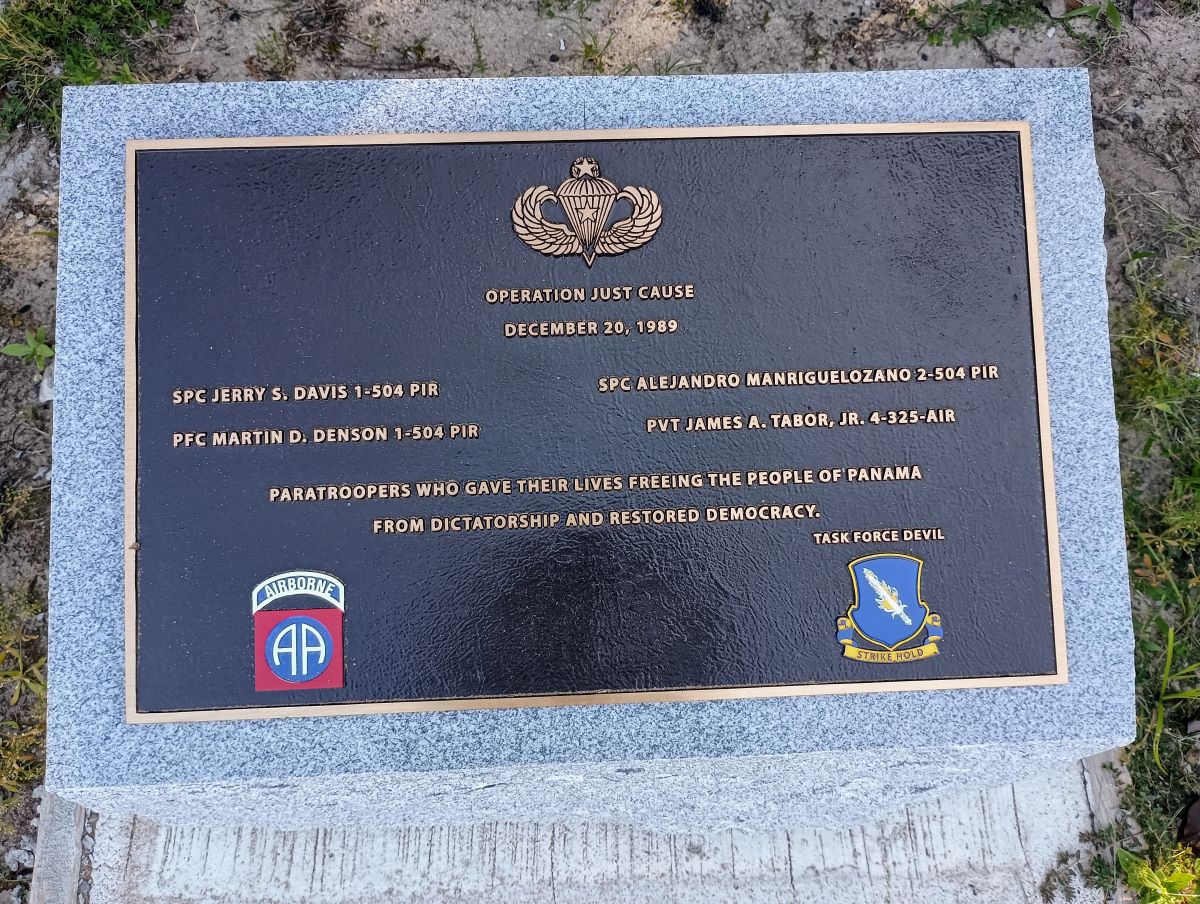 OPERATION JUST CAUSE
DECEMBER 20, 1989
SPC JERRY S. DAVIS 1-504 PIR
SPC ALEJANDRO MANRIGUELOZANO 2-504 PIR
PFC MARTIN D. DENSON 1-504 PIR
PVT JAMES A. TABOR, JR. 4-325-AIR
PARATROOPERS WHO GAVE THEIR LIVES FREEING THE PEOPLE OF PANAMA
FROM DICTATORSHIP AND RESTORED DEMOCRACY.
TASK FORCE DEVIL
AIRBORNE
AA
STRIKE HOLD